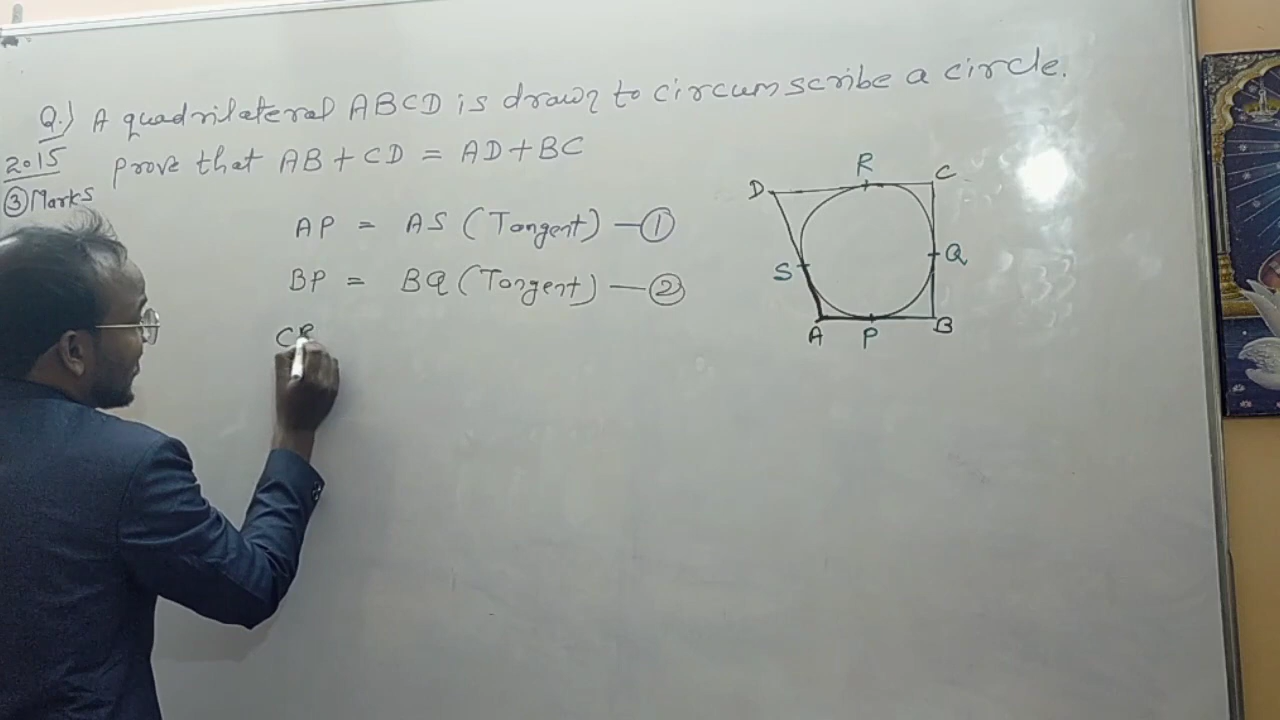 Q.) A quadrilateral ABCD is drawn to circumscribe a circle.
2015 prove that AB + CD = AD + BC
③ Marks
AP = AS (Tangent) — ①
BP = BQ (Tangent) — ②
CR
D R C
S Q
A P B